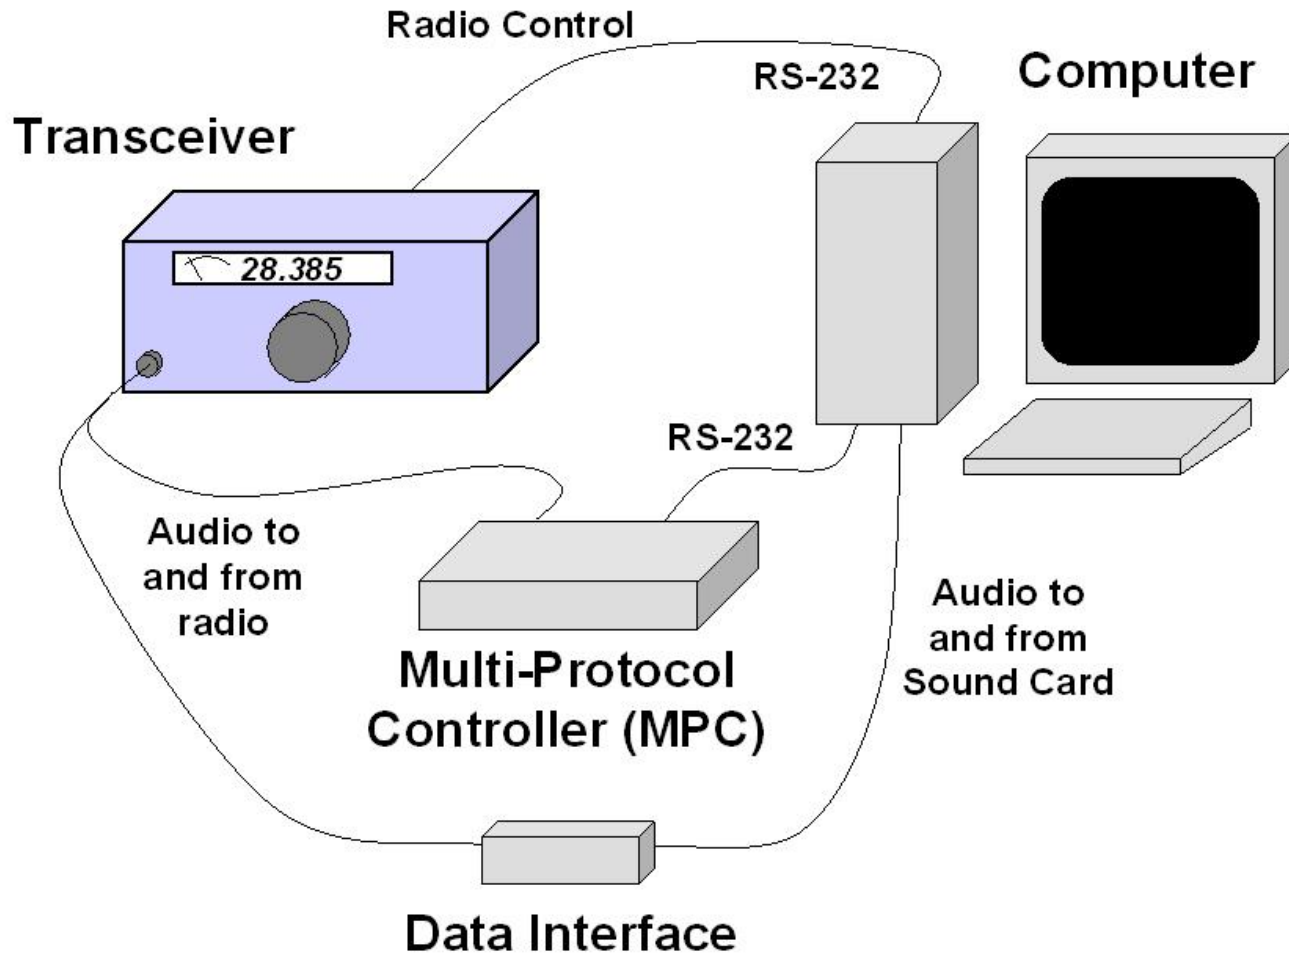 Radio Control
RS-232
Computer
Transceiver
28.385
RS-232
Audio to
and from
radio
Audio to
and from
Sound Card
Multi-Protocol
Controller (MPC)
Data Interface